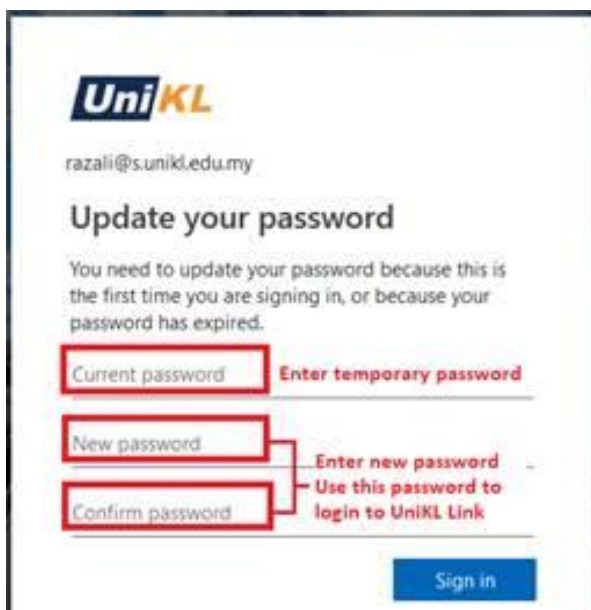 UniKL
razali@s.unikl.edu.my
Update your password
You need to update your password because this is
the first time you are signing in, or because your
password has expired.
Current password Enter temporary password
New password
Enter new password
Use this password to
Confirm password login to UniKL Link
Sign in